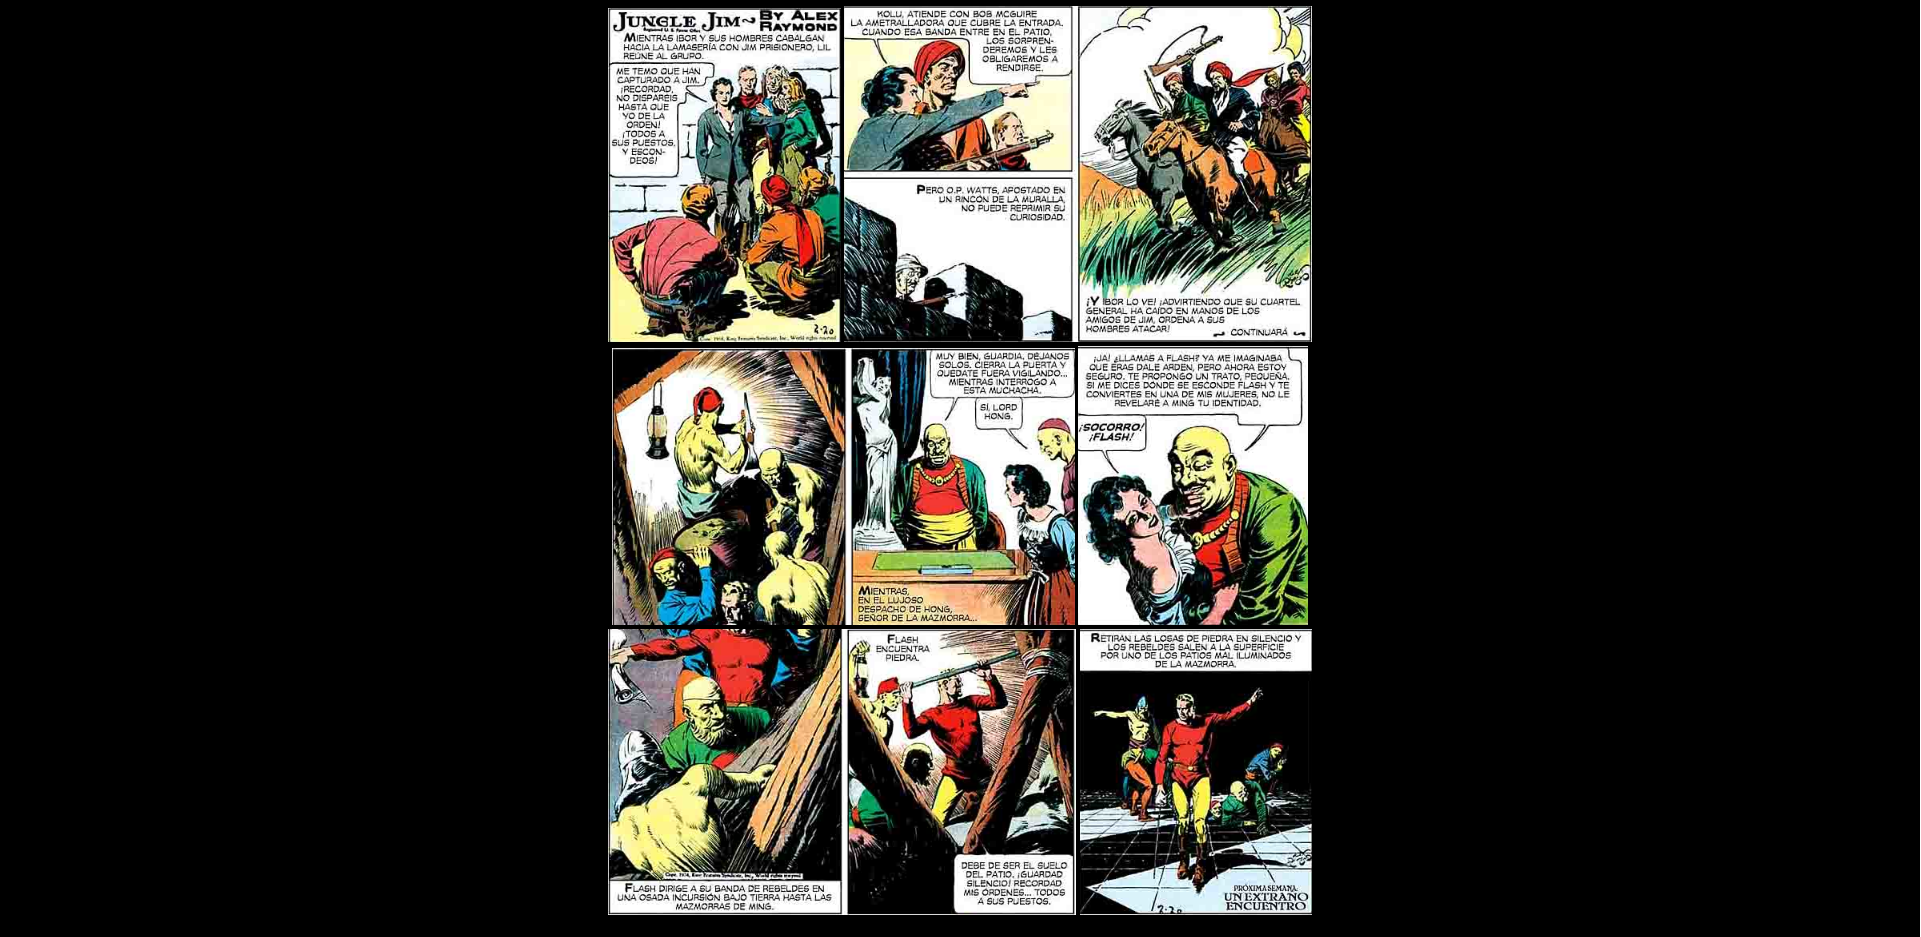 JUNGLE JIM~ BY ALEX
RAYMOND
MIENTRAS IBOR Y SUS HOMBRES CABALGAN
HACIA LA LAMASERÍA CON JIM PRISIONERO, LIL
REÚNE AL GRUPO.
ME TEMO QUE HAN
CAPTURADO A JIM.
¡RECORDAD,
NO DISPARÉIS
HASTA QUE
YO DE LA
ORDEN!
¡TODOS A
SUS PUESTOS,
Y ESCON-
DEOS!
2-20
KOLU, ATIENDE CON BOB MCGUIRE
LA AMETRALLADORA QUE CUBRE LA ENTRADA.
CUANDO ESA BANDA ENTRE EN EL PATIO,
LOS SORPREN-
DEREMOS Y LES
OBLIGAREMOS A
RENDIRSE.
PERO O.P. WATTS, APOSTADO EN
UN RINCÓN DE LA MURALLA,
NO PUEDE REPRIMIR SU
CURIOSIDAD.
¡Y IBOR LO VE! ¡ADVIRTIENDO QUE SU CUARTEL
GENERAL HA CAÍDO EN MANOS DE LOS
AMIGOS DE JIM, ORDENA A SUS
HOMBRES ATACAR!
CONTINUARÁ
MUY BIEN, GUARDIA, DÉJANOS
SOLOS. CIERRA LA PUERTA Y
QUÉDATE FUERA VIGILANDO...
MIENTRAS INTERROGO A
ESTA MUCHACHA.
SÍ, LORD
HONG.
MIENTRAS,
EN EL LUJOSO
DESPACHO DE HONG,
SEÑOR DE LA MAZMORRA...
¡JA! ¿LLAMAS A FLASH? YA ME IMAGINABA
QUE ERAS DALE ARDEN, PERO AHORA ESTOY
SEGURO. TE PROPONGO UN TRATO, PEQUEÑA.
SI ME DICES DÓNDE SE ESCONDE FLASH Y TE
CONVIERTES EN UNA DE MIS MUJERES, NO LE
REVELARÉ A MING TU IDENTIDAD.
¡SOCORRO!
¡FLASH!
FLASH DIRIGE A SU BANDA DE REBELDES EN
UNA OSADA INCURSIÓN BAJO TIERRA HASTA LAS
MAZMORRAS DE MING.
FLASH
ENCUENTRA
PIEDRA.
DEBE DE SER EL SUELO
DEL PATIO. ¡GUARDAD
SILENCIO! RECORDAD
MIS ÓRDENES... TODOS
A SUS PUESTOS.
RETIRAN LAS LOSAS DE PIEDRA EN SILENCIO Y
LOS REBELDES SALEN A LA SUPERFICIE
POR UNO DE LOS PATIOS MAL ILUMINADOS
DE LA MAZMORRA.
PRÓXIMA SEMANA:
UN EXTRAÑO
ENCUENTRO
2-20